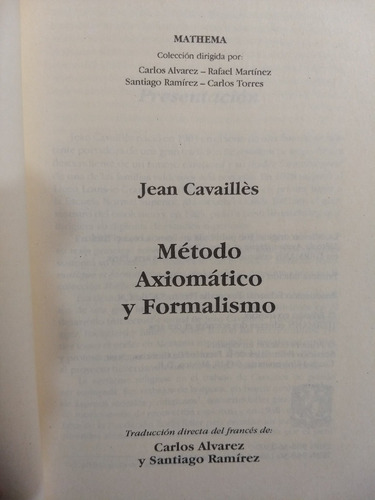 MATHEMA
Colección dirigida por:
Carlos Alvarez – Rafael Martínez
Santiago Ramírez – Carlos Torres
Jean Cavaillès
Método
Axiomático
y Formalismo
Traducción directa del francés de:
Carlos Alvarez
y Santiago Ramírez